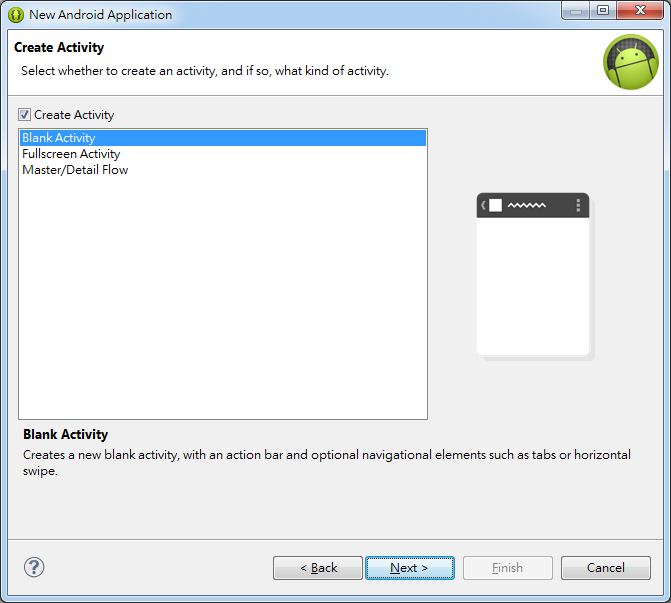 New Android Application
Create Activity
Select whether to create an activity, and if so, what kind of activity.
Create Activity
Blank Activity
Fullscreen Activity
Master/Detail Flow
Blank Activity
Creates a new blank activity, with an action bar and optional navigational elements such as tabs or horizontal
swipe.
?
< Back
Next >
Finish
Cancel